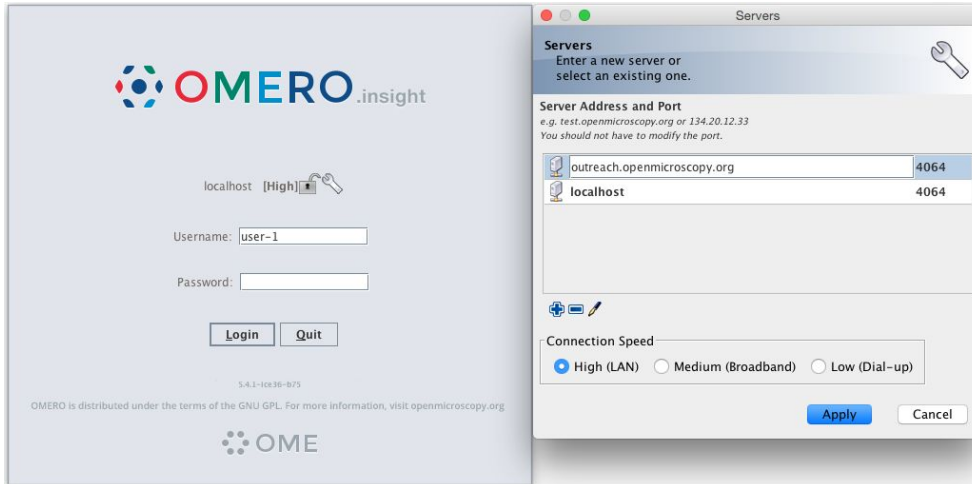 OMERO.insight
localhost [High]
Username: user-1
Password:
Login Quit
5.4.1-ice36-b75
OMERO is distributed under the terms of the GNU GPL. For more information, visit openmicroscopy.org
OME
Servers
Servers
Enter a new server or
select an existing one.
Server Address and Port
e.g. test.openmicroscopy.org or 134.20.12.33
You should not have to modify the port.
outreach.openmicroscopy.org 4064
localhost 4064
Connection Speed
High (LAN) Medium (Broadband) Low (Dial-up)
Apply Cancel